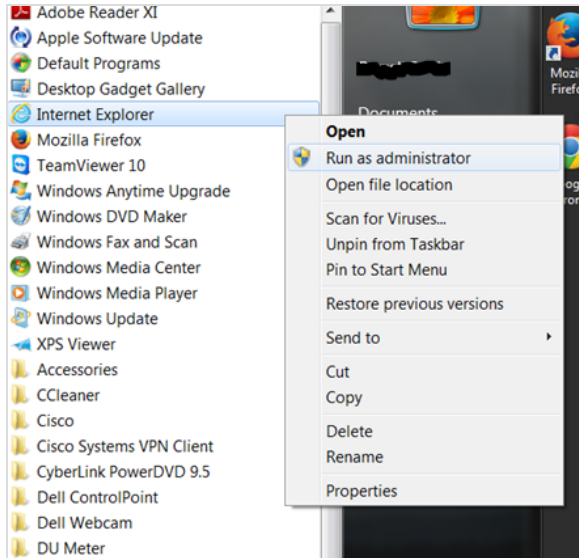 Adobe Reader XI
Apple Software Update
Default Programs
Desktop Gadget Gallery
Internet Explorer
Mozilla Firefox
TeamViewer 10
Windows Anytime Upgrade
Windows DVD Maker
Windows Fax and Scan
Windows Media Center
Windows Media Player
Windows Update
XPS Viewer
Accessories
CCleaner
Cisco
Cisco Systems VPN Client
CyberLink PowerDVD 9.5
Dell ControlPoint
Dell Webcam
DU Meter
Documents
Open
Run as administrator
Open file location
Scan for Viruses...
Unpin from Taskbar
Pin to Start Menu
Restore previous versions
Send to
Cut
Copy
Delete
Rename
Properties
Mozil
Firefo